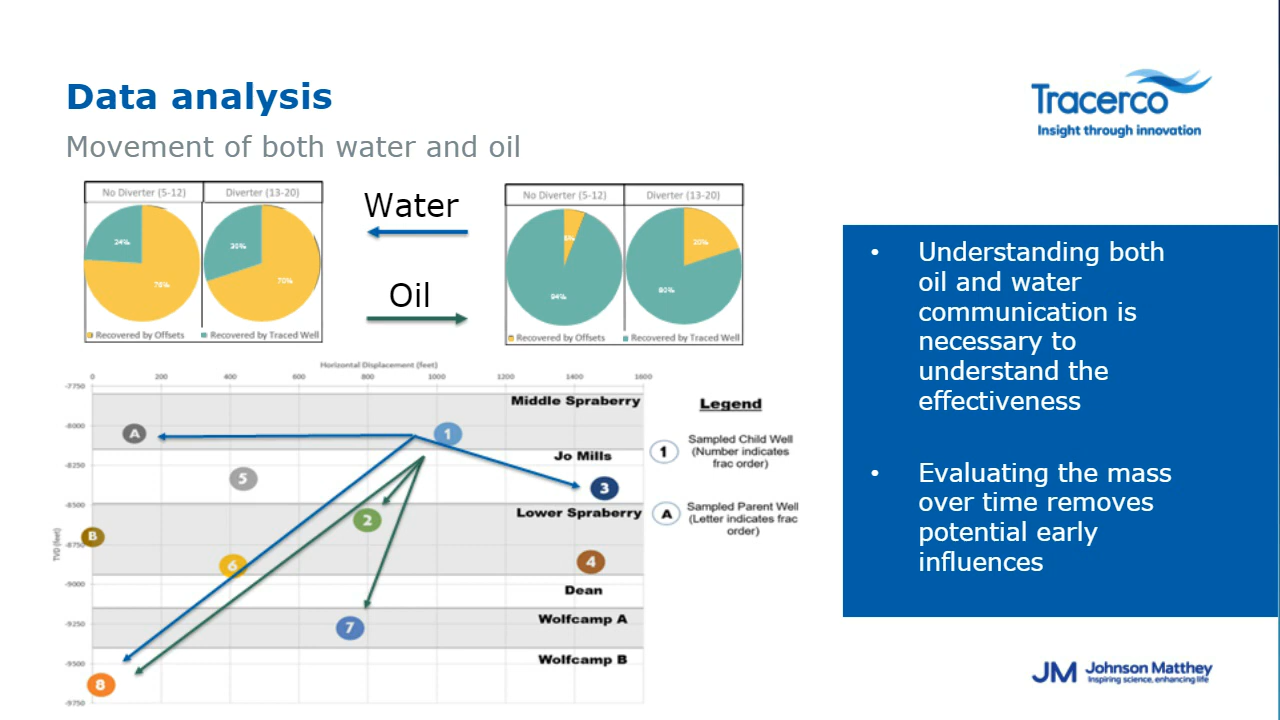 Data analysis
Movement of both water and oil
Tracerco
Insight through innovation
No Diverter (5-12)
Diverter (13-20)
24%
76%
30%
70%
Recovered by Offsets
Recovered by Traced Well
Water
Oil
No Diverter (5-12)
Diverter (13-20)
6%
94%
20%
80%
Recovered by Offsets
Recovered by Traced Well
• Understanding both
oil and water
communication is
necessary to
understand the
effectiveness
• Evaluating the mass
over time removes
potential early
influences
Horizontal Displacement (feet)
0 200 400 600 800 1000 1200 1400 1600
TVD (feet)
-7750
-8000
-8250
-8500
-8750
-9000
-9250
-9500
-9750
Middle Spraberry
Jo Mills
Lower Spraberry
Dean
Wolfcamp A
Wolfcamp B
A
1
5
3
2
B
6
4
7
8
Legend
1
Sampled Child Well
(Number indicates
frac order)
A
Sampled Parent Well
(Letter indicates frac
order)
JM Johnson Matthey
Inspiring science, enhancing life